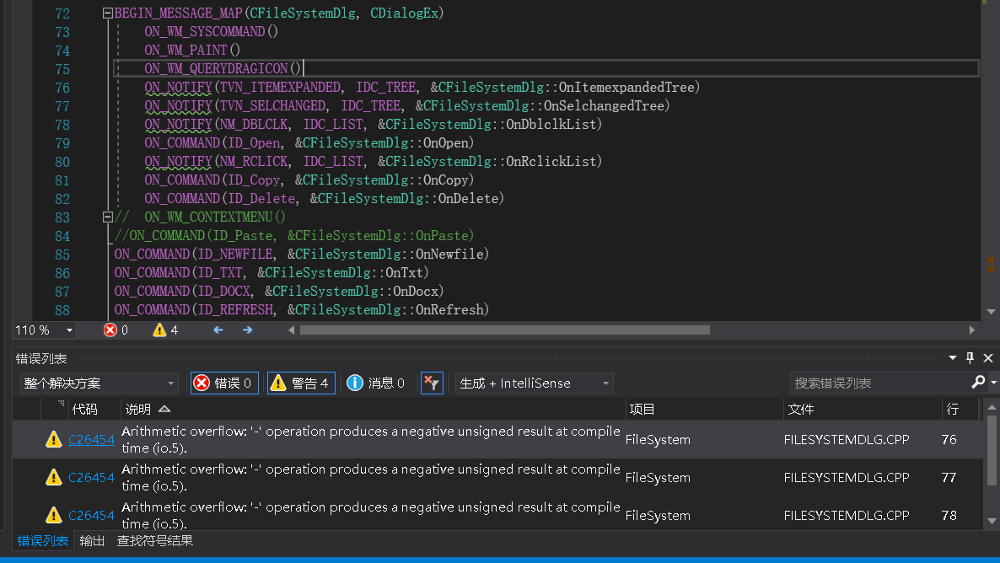 72 BEGIN_MESSAGE_MAP(CFileSystemDlg, CDialogEx)
73 ON_WM_SYSCOMMAND()
74 ON_WM_PAINT()
75 ON_WM_QUERYDRAGICON()
76 ON_NOTIFY(TVN_ITEMEXPANDED, IDC_TREE, &CFileSystemDlg::OnItemexpandedTree)
77 ON_NOTIFY(TVN_SELCHANGED, IDC_TREE, &CFileSystemDlg::OnSelchangedTree)
78 ON_NOTIFY(NM_DBLCLK, IDC_LIST, &CFileSystemDlg::OnDblclkList)
79 ON_COMMAND(ID_Open, &CFileSystemDlg::OnOpen)
80 ON_NOTIFY(NM_RCLICK, IDC_LIST, &CFileSystemDlg::OnRclickList)
81 ON_COMMAND(ID_Copy, &CFileSystemDlg::OnCopy)
82 ON_COMMAND(ID_Delete, &CFileSystemDlg::OnDelete)
83 // ON_WM_CONTEXTMENU()
84 //ON_COMMAND(ID_Paste, &CFileSystemDlg::OnPaste)
85 ON_COMMAND(ID_NEWFILE, &CFileSystemDlg::OnNewfile)
86 ON_COMMAND(ID_TXT, &CFileSystemDlg::OnTxt)
87 ON_COMMAND(ID_DOCX, &CFileSystemDlg::OnDocx)
88 ON_COMMAND(ID_REFRESH, &CFileSystemDlg::OnRefresh)
110 % 0 4
错误列表
整个解决方案 错误 0 警告 4 消息 0 生成 + IntelliSense 搜索错误列表
代码 说明 项目 文件 行
C26454 Arithmetic overflow: '-' operation produces a negative unsigned result at compile time (io.5). FileSystem FILESYSTEMDLG.CPP 76
C26454 Arithmetic overflow: '-' operation produces a negative unsigned result at compile time (io.5). FileSystem FILESYSTEMDLG.CPP 77
C26454 Arithmetic overflow: '-' operation produces a negative unsigned result at compile time (io.5). FileSystem FILESYSTEMDLG.CPP 78
错误列表 输出 查找符号结果